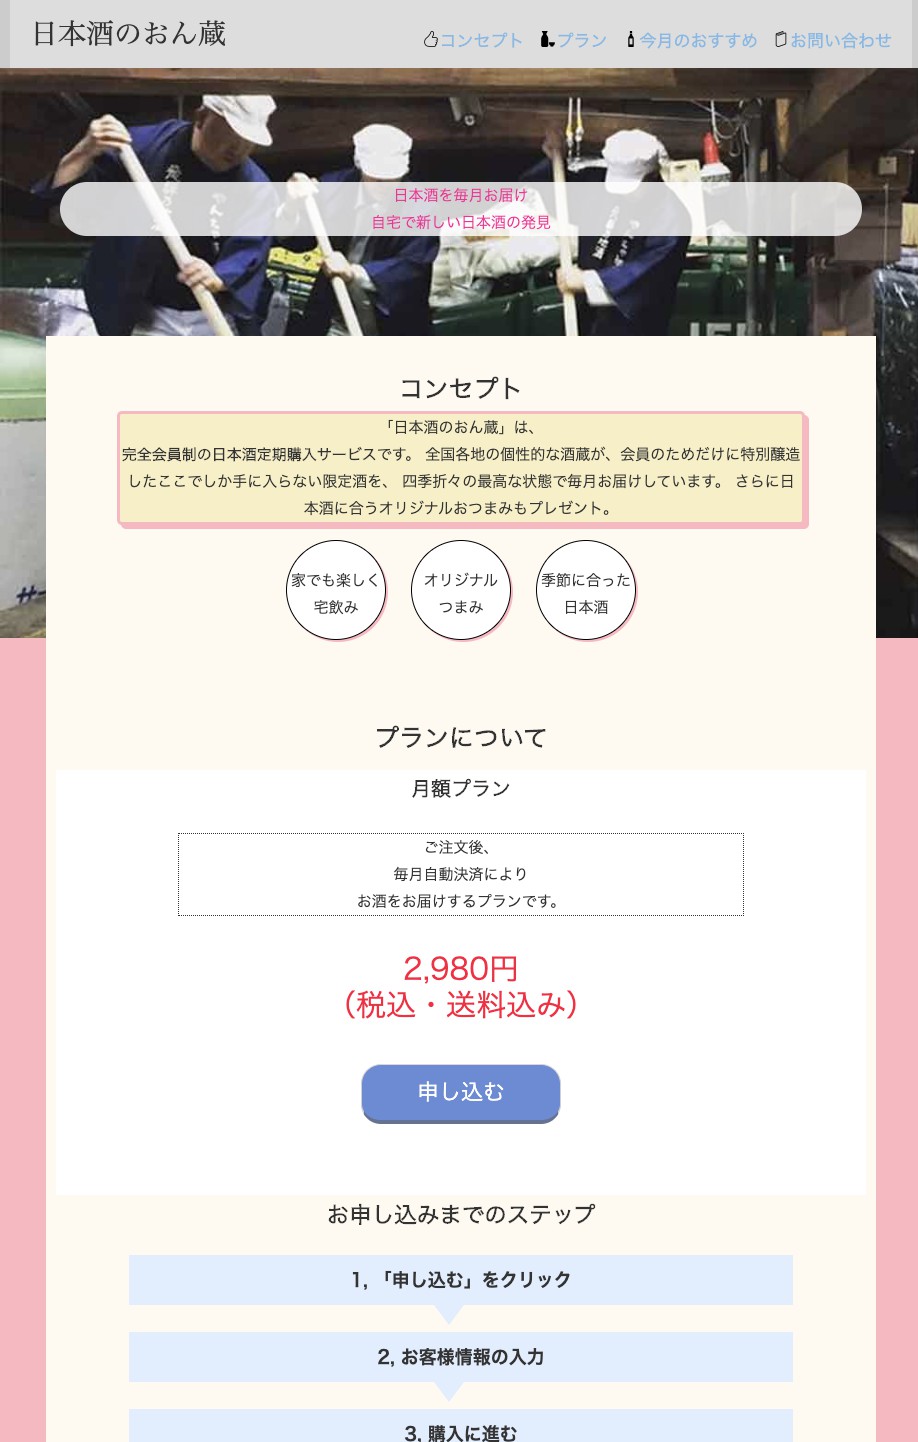 日本酒のおん蔵
コンセプト プラン 今月のおすすめ お問い合わせ
日本酒を毎月お届け
自宅で新しい日本酒の発見
コンセプト
「日本酒のおん蔵」は、
完全会員制の日本酒定期購入サービスです。 全国各地の個性的な酒蔵が、会員のためだけに特別醸造
したここでしか手に入らない限定酒を、 四季折々の最高な状態で毎月お届けしています。 さらに日
本酒に合うオリジナルおつまみもプレゼント。
家でも楽しく
宅飲み
オリジナル
つまみ
季節に合った
日本酒
プランについて
月額プラン
ご注文後、
毎月自動決済により
お酒をお届けするプランです。
2,980円
（税込・送料込み）
申し込む
お申し込みまでのステップ
1, 「申し込む」をクリック
2, お客様情報の入力
3, 購入に進む